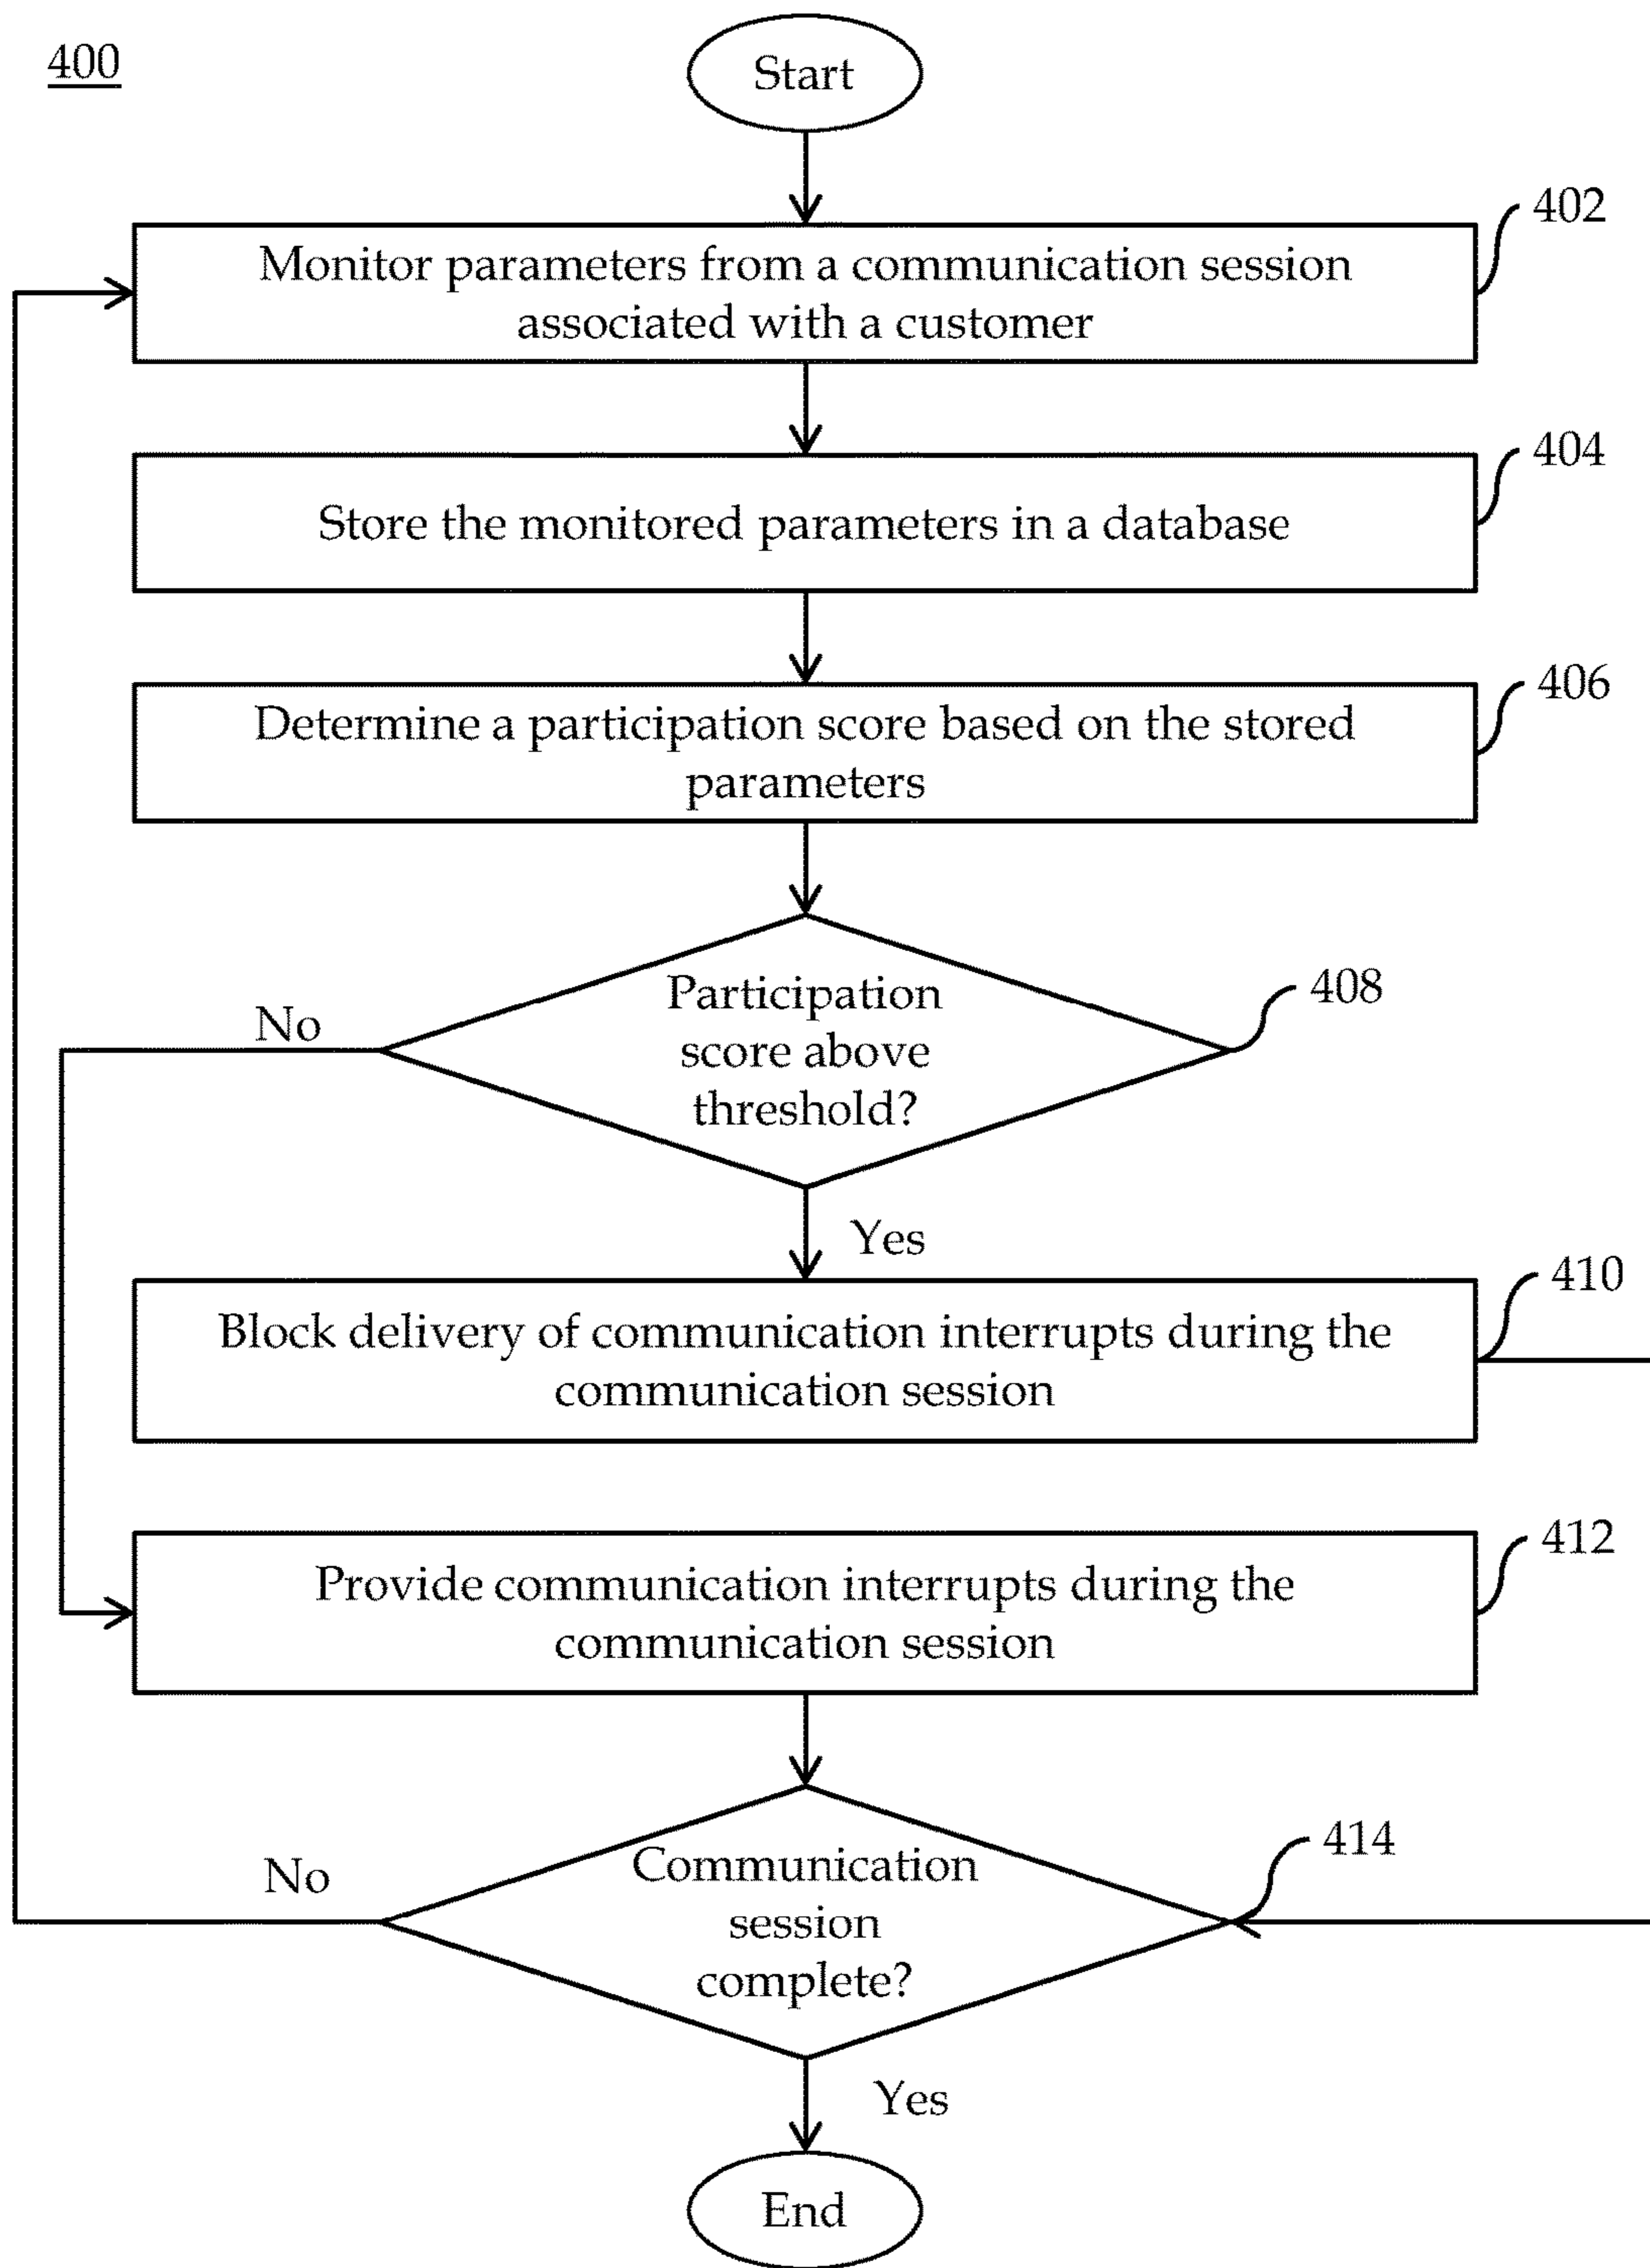 400
Start
402
Monitor parameters from a communication session
associated with a customer
404
Store the monitored parameters in a database
406
Determine a participation score based on the stored
parameters
408
Participation
score above
threshold?
No
Yes
410
Block delivery of communication interrupts during the
communication session
412
Provide communication interrupts during the
communication session
414
Communication
session
complete?
No
Yes
End